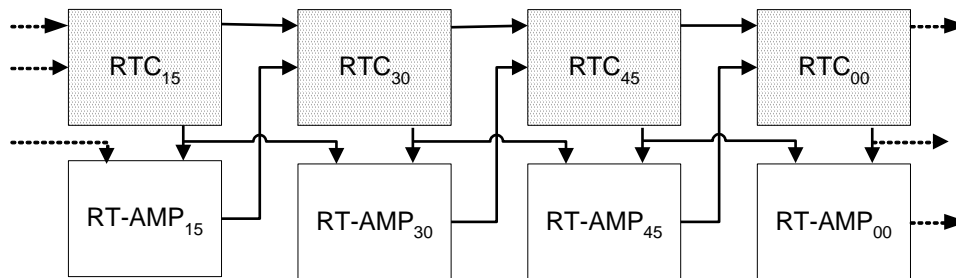 RTC₁₅
RTC₃₀
RTC₄₅
RTC₀₀
RT-AMP₁₅
RT-AMP₃₀
RT-AMP₄₅
RT-AMP₀₀